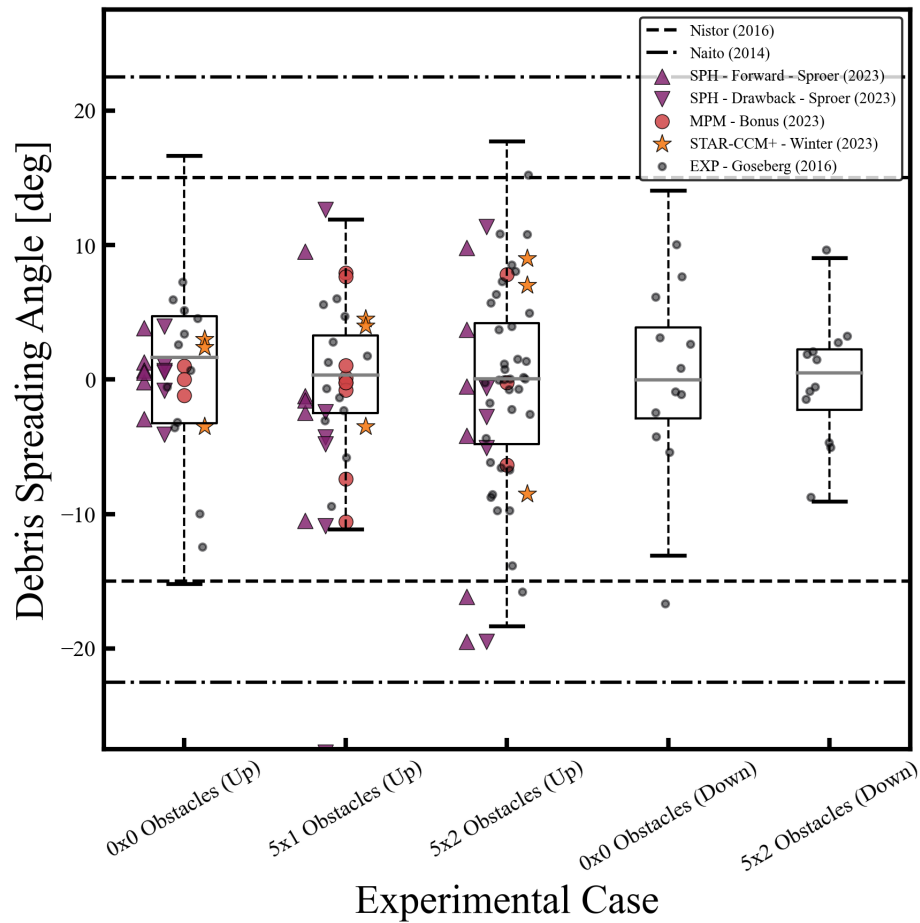 Nistor (2016)
Naito (2014)
SPH - Forward - Sproer (2023)
SPH - Drawback - Sproer (2023)
MPM - Bonus (2023)
STAR-CCM+ - Winter (2023)
EXP - Goseberg (2016)
Debris Spreading Angle [deg]
20
10
0
−10
−20
0x0 Obstacles (Up)
5x1 Obstacles (Up)
5x2 Obstacles (Up)
0x0 Obstacles (Down)
5x2 Obstacles (Down)
Experimental Case